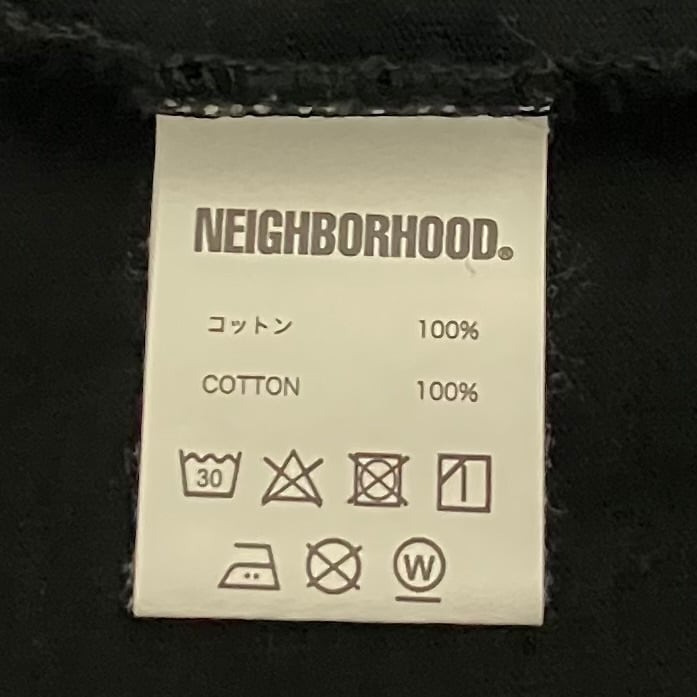 NEIGHBORHOOD®
コットン 100%
COTTON 100%
30
W